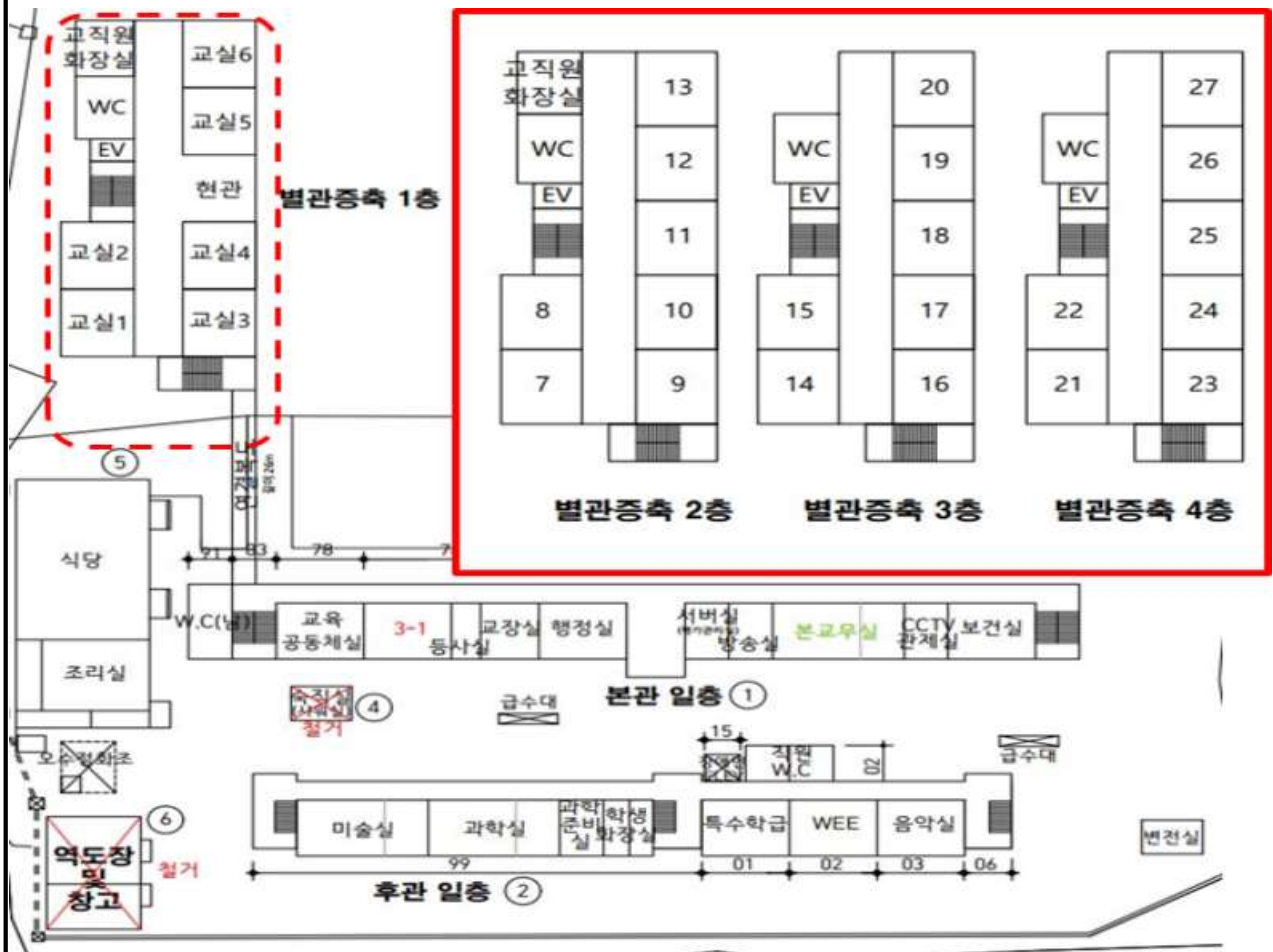 교직원
화장실
교실6
WC
교실5
EV
현관
별관증축 1층
교실2
교실4
교실1
교실3
교직원
화장실
13
WC
12
EV
11
8
10
7
9
별관증축 2층
20
WC
19
EV
18
15
17
14
16
별관증축 3층
27
WC
26
EV
25
22
24
21
23
별관증축 4층
5
길이 26m
91
83
78
식당
조리실
W.C(남)
교육
공동체실
3-1
등사실
교장실
행정실
서버실
방송실
본교무실
CCTV
관제실
보건실
본관 일층 1
4
철거
급수대
급수대
오수정화조
15
직원
W.C
02
6
역도장
및
창고
철거
미술실
과학실
과학
준비
실
학생
화장실
특수학급
WEE
음악실
99
01
02
03
06
후관 일층 2
변전실